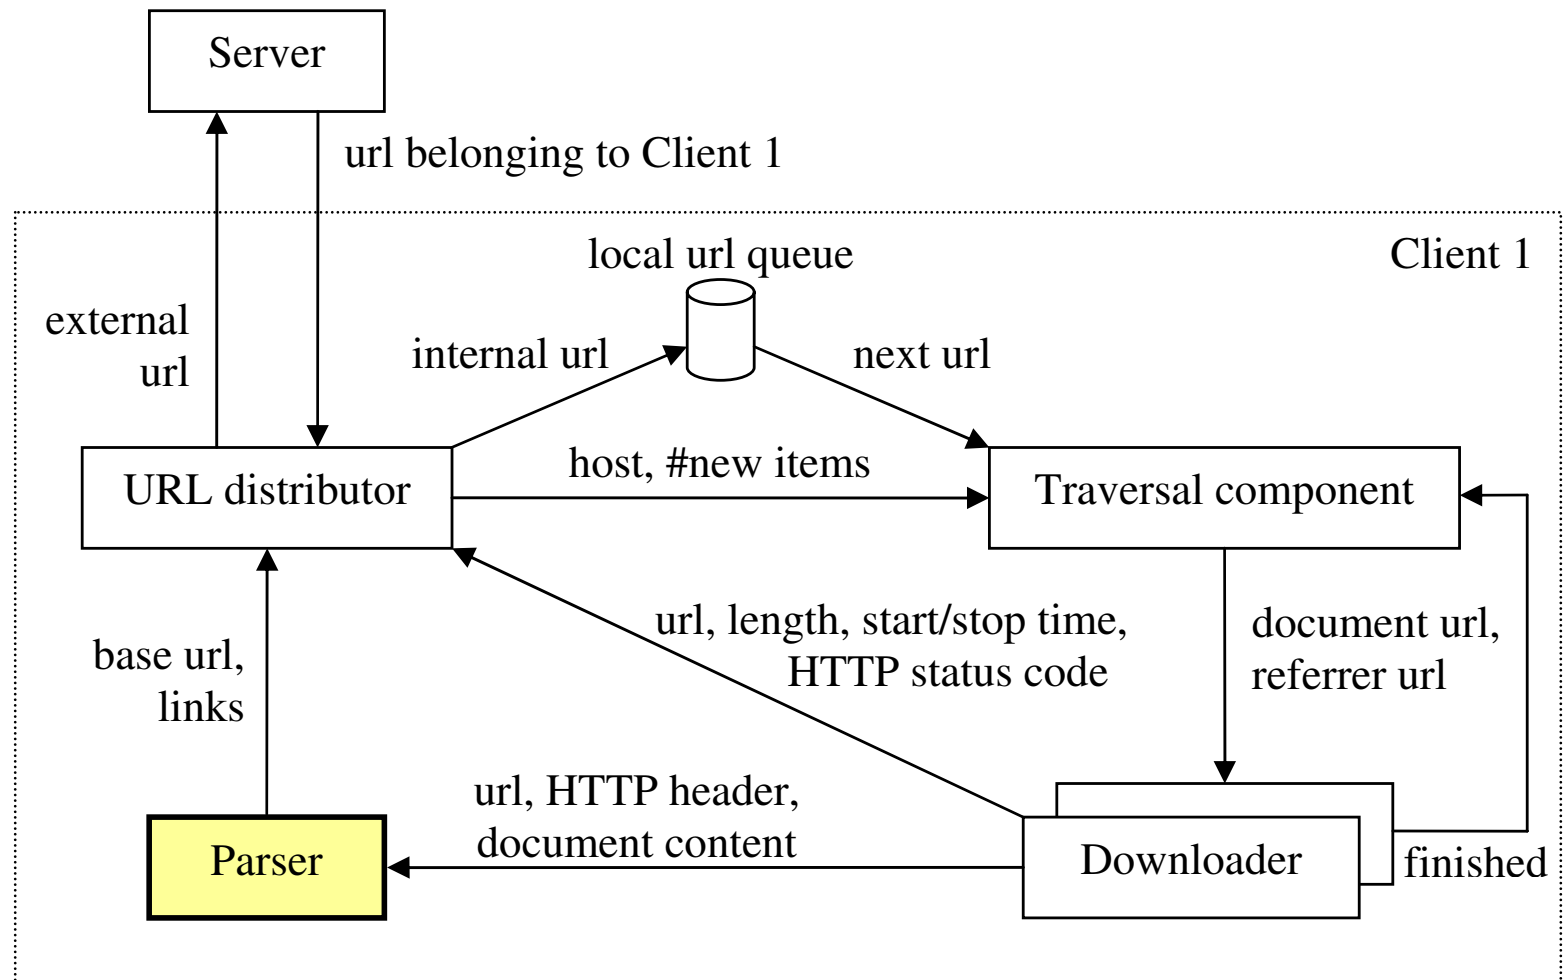 Server
url belonging to Client 1
Client 1
local url queue
external
url
internal url
next url
URL distributor
host, #new items
Traversal component
base url,
links
url, length, start/stop time,
HTTP status code
document url,
referrer url
url, HTTP header,
document content
Parser
Downloader
finished